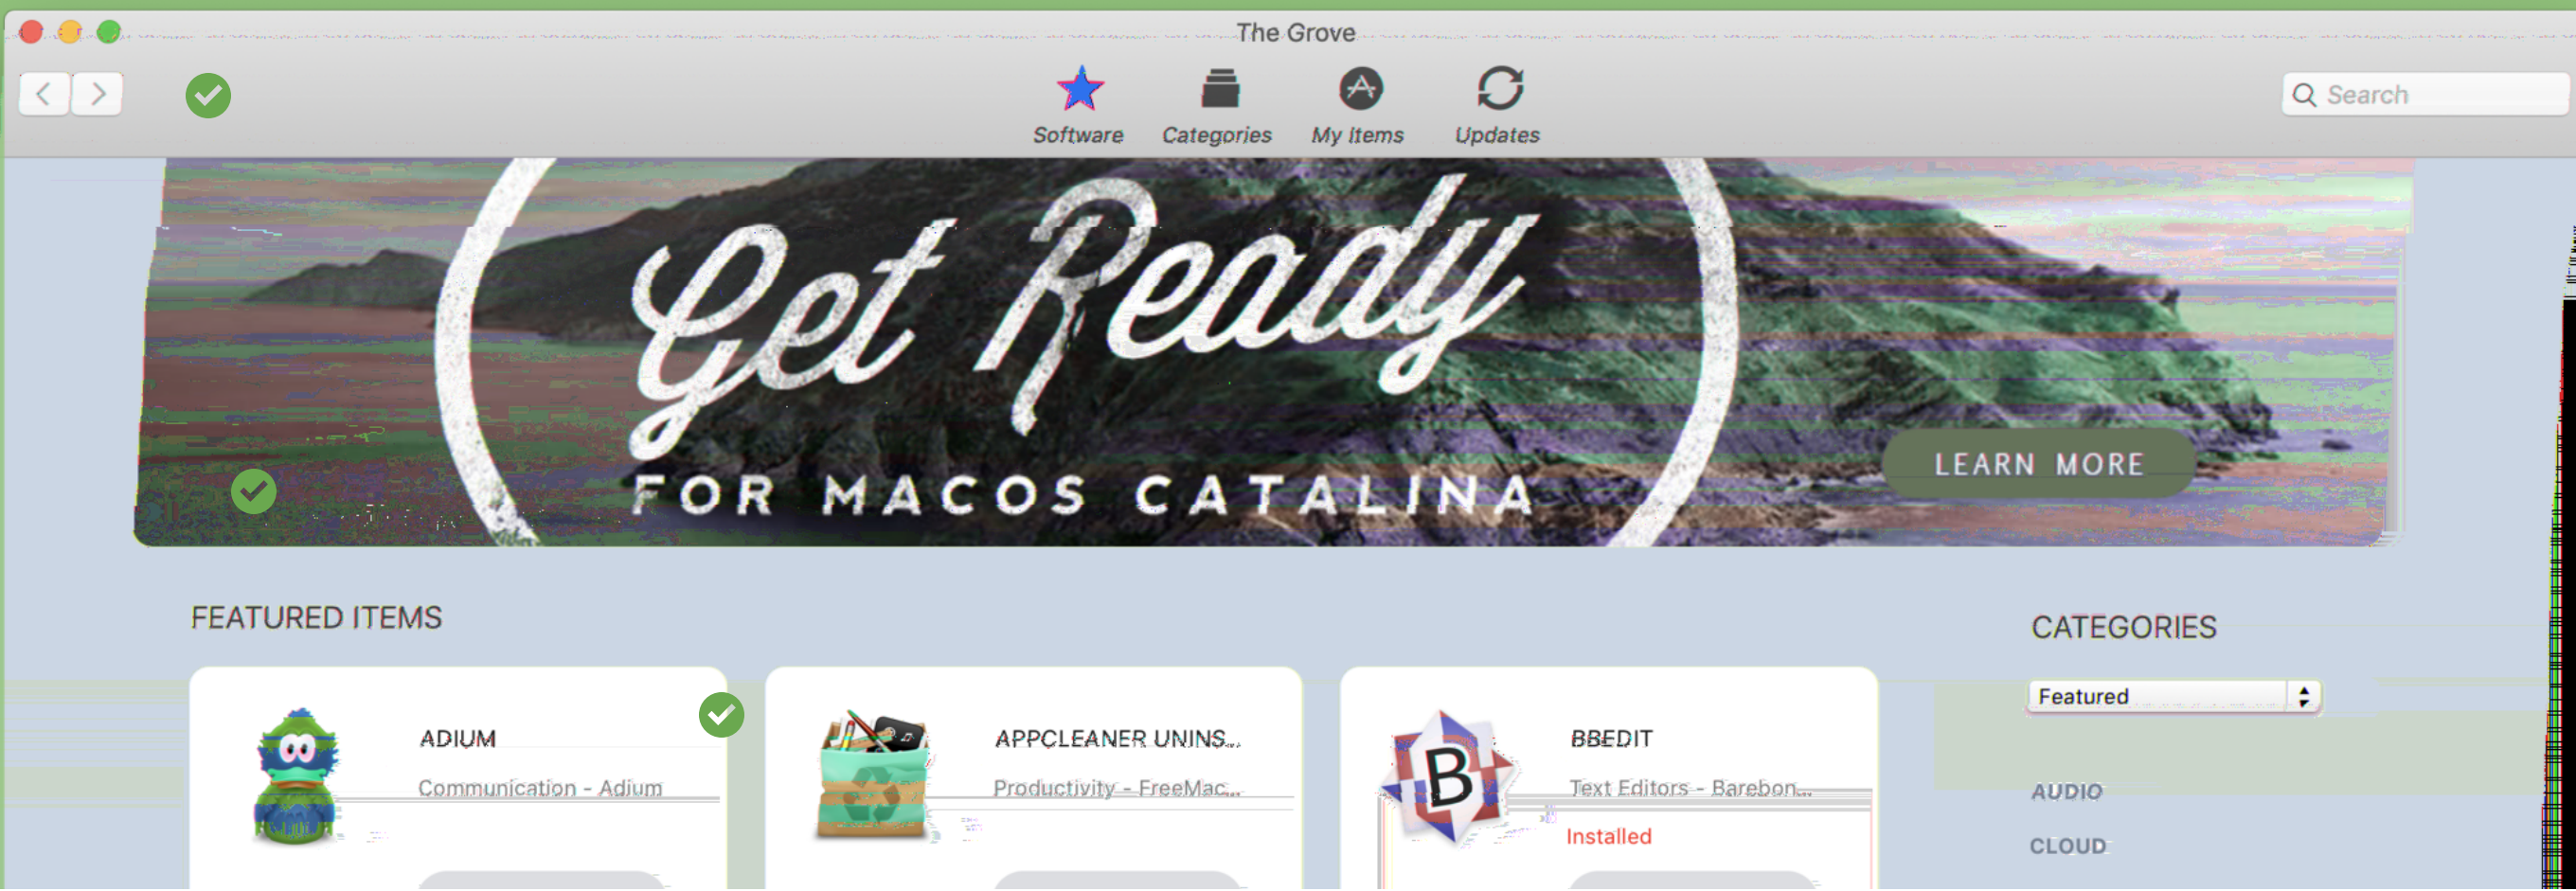 The Grove
Software Categories My Items Updates
Search
Get Ready
FOR MACOS CATALINA
LEARN MORE
FEATURED ITEMS
CATEGORIES
Featured
ADIUM
Communication - Adium
APPCLEANER UNINS...
Productivity - FreeMac...
BBEDIT
Text Editors - Barebon...
Installed
AUDIO
CLOUD